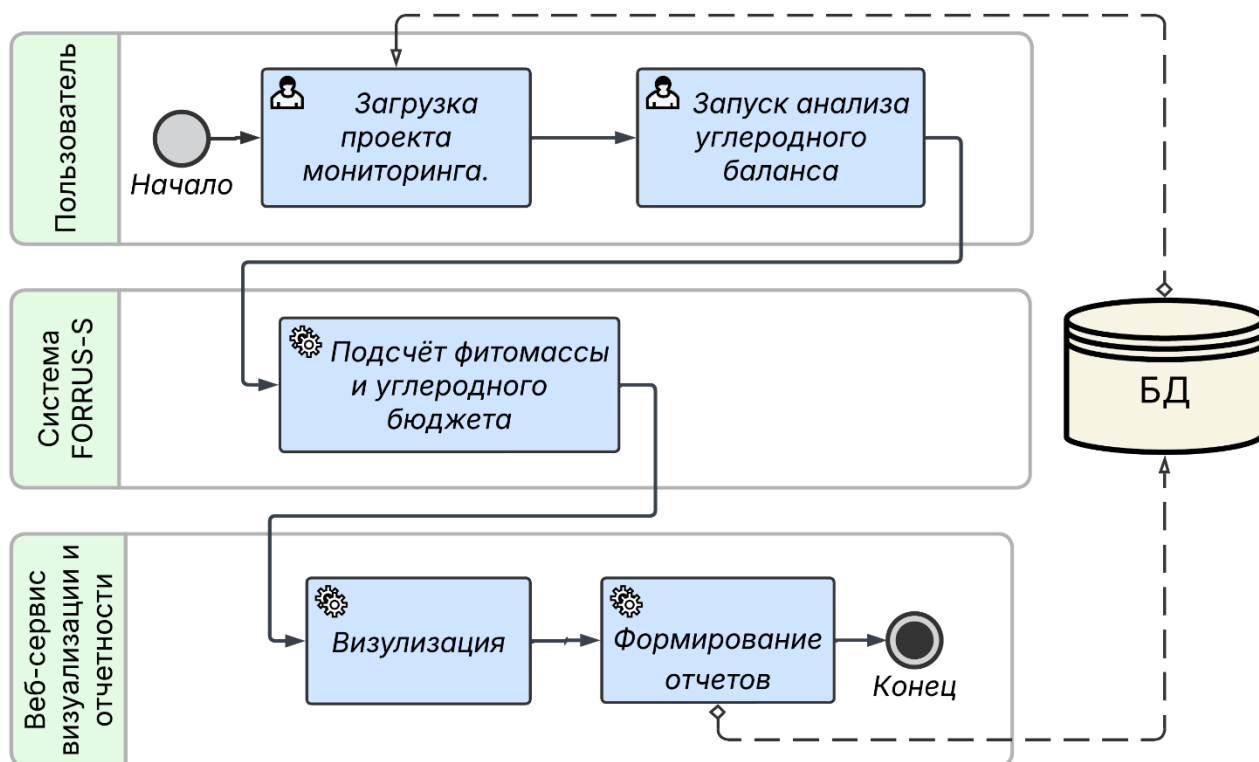 Пользователь
Начало
Загрузка
проекта
мониторинга.
Запуск анализа
углеродного
баланса
Система
FORRUS-S
Подсчёт фитомассы
и углеродного
бюджета
БД
Веб-сервис
визуализации и
отчетности
Визулизация
Формирование
отчетов
Конец